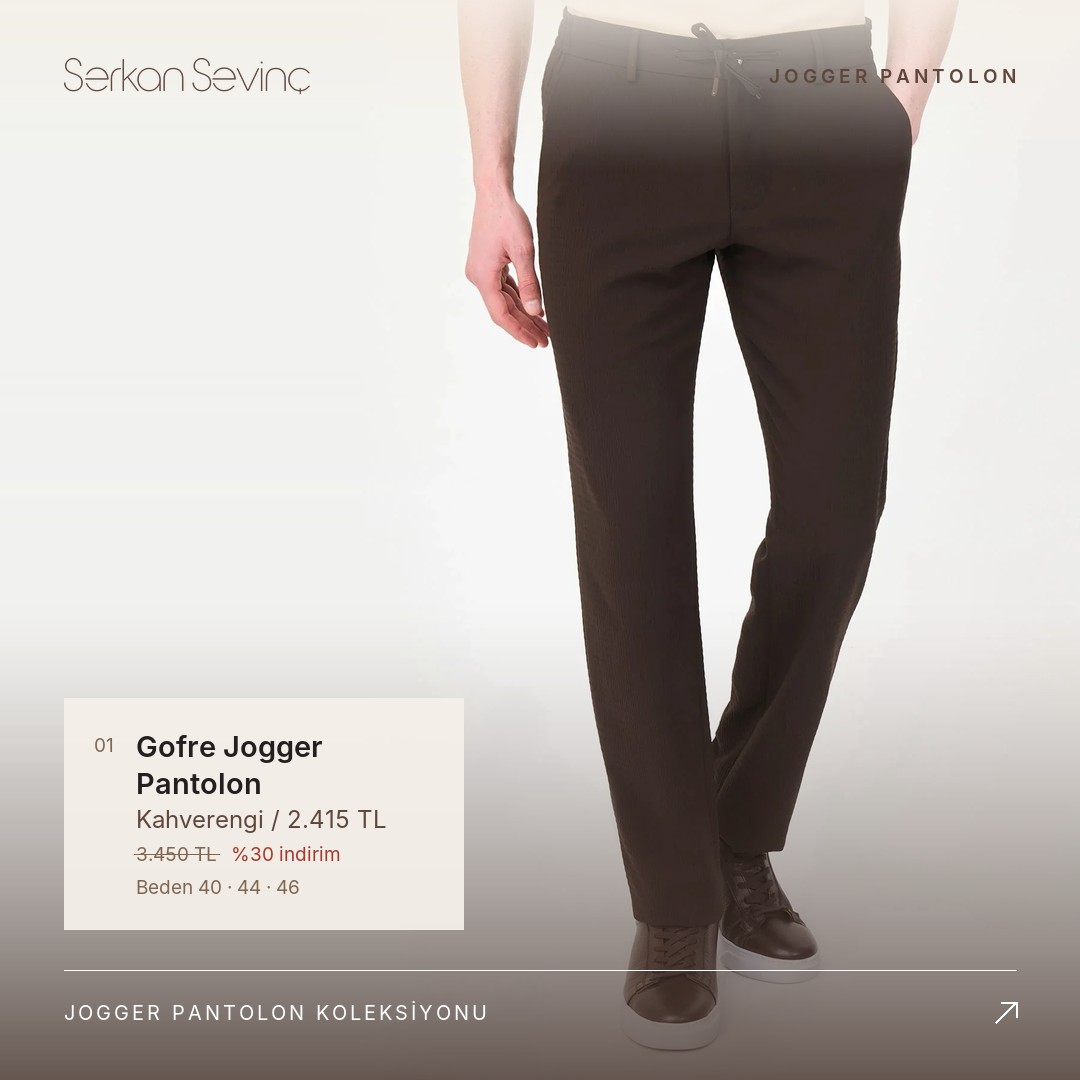 Serkan Sevinç
JOGGER PANTOLON
01
Gofre Jogger
Pantolon
Kahverengi / 2.415 TL
3.450 TL %30 indirim
Beden 40 · 44 · 46
JOGGER PANTOLON KOLEKSİYONU